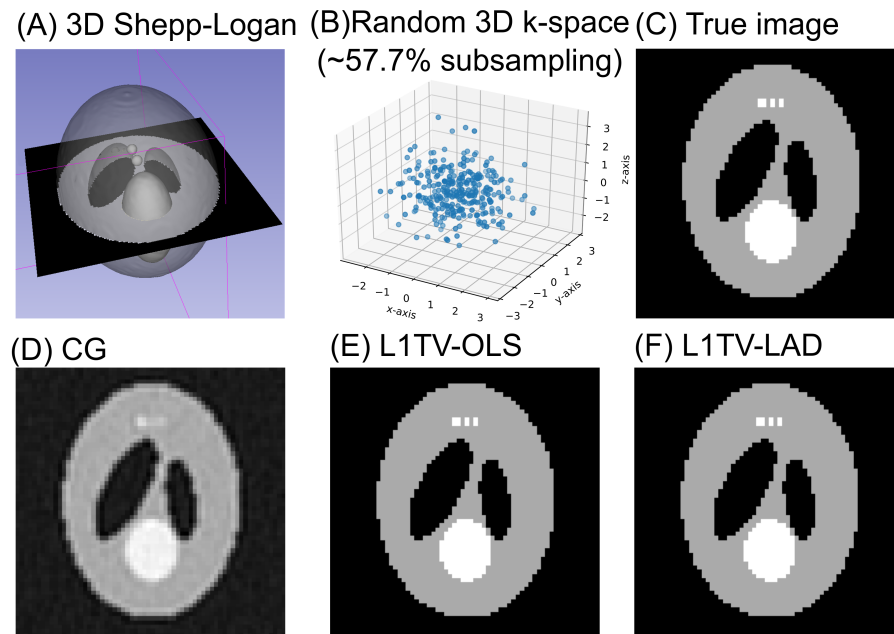 (A) 3D Shepp-Logan
(B)Random 3D k-space
(~57.7% subsampling)
(C) True image
3
2
1
0
−1
−2
z-axis
−2 −1 0 1 2 3
x-axis
−3 −2 −1 0 1 2 3
y-axis
(D) CG
(E) L1TV-OLS
(F) L1TV-LAD